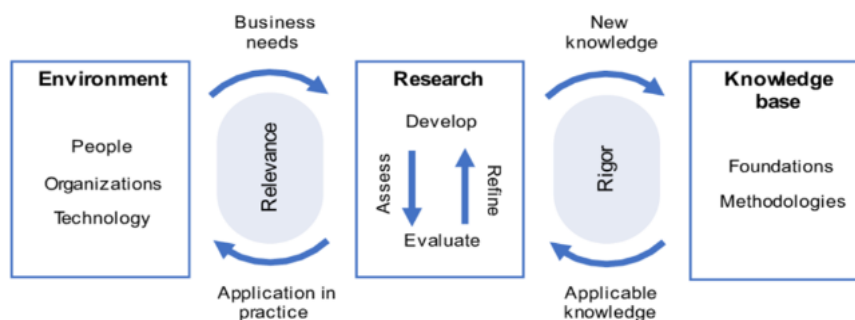 Business
needs
New
knowledge
Environment
People
Organizations
Technology
Relevance
Research
Develop
Assess
Refine
Evaluate
Rigor
Knowledge
base
Foundations
Methodologies
Application in
practice
Applicable
knowledge